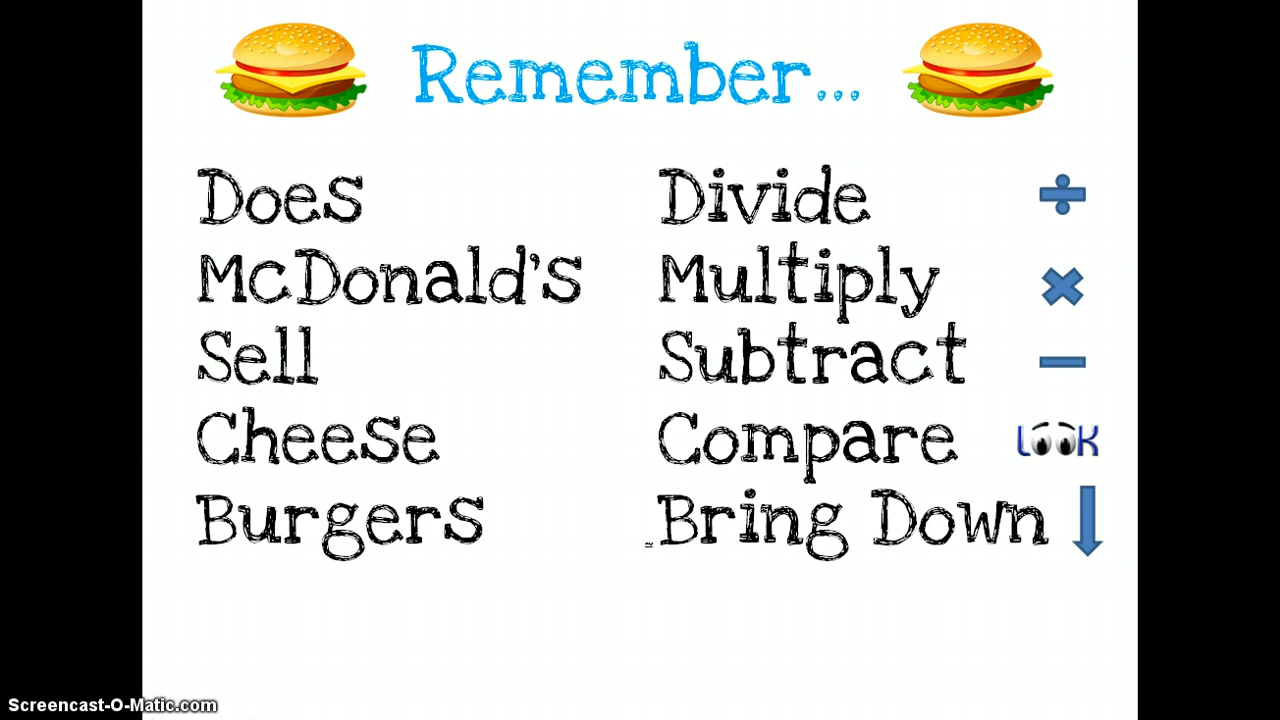 Remember...
Does Divide ÷
McDonald's Multiply ×
Sell Subtract −
Cheese Compare LOOK
Burgers Bring Down
Screencast-O-Matic.com